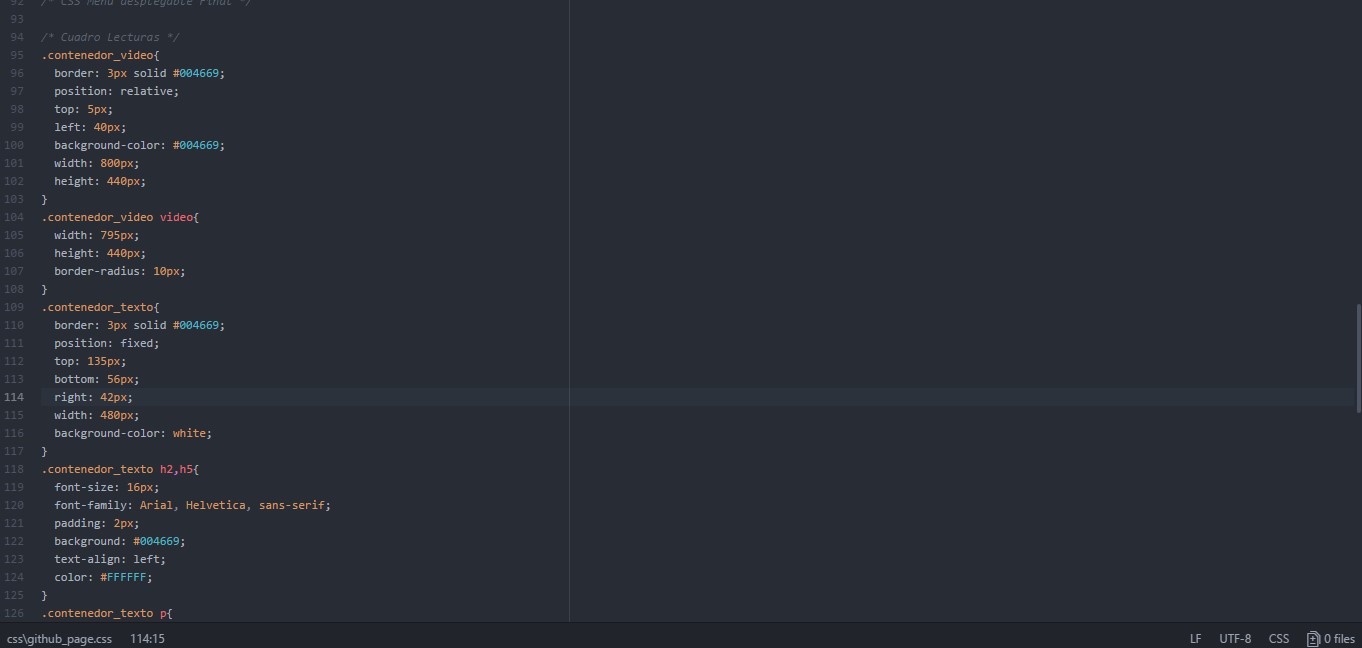 92 /* CSS Menu desplegable Final */
93
94 /* Cuadro Lecturas */
95 .contenedor_video{
96 border: 3px solid #004669;
97 position: relative;
98 top: 5px;
99 left: 40px;
100 background-color: #004669;
101 width: 800px;
102 height: 440px;
103 }
104 .contenedor_video video{
105 width: 795px;
106 height: 440px;
107 border-radius: 10px;
108 }
109 .contenedor_texto{
110 border: 3px solid #004669;
111 position: fixed;
112 top: 135px;
113 bottom: 56px;
114 right: 42px;
115 width: 480px;
116 background-color: white;
117 }
118 .contenedor_texto h2,h5{
119 font-size: 16px;
120 font-family: Arial, Helvetica, sans-serif;
121 padding: 2px;
122 background: #004669;
123 text-align: left;
124 color: #FFFFFF;
125 }
126 .contenedor_texto p{
css\github_page.css 114:15 LF UTF-8 CSS 0 files